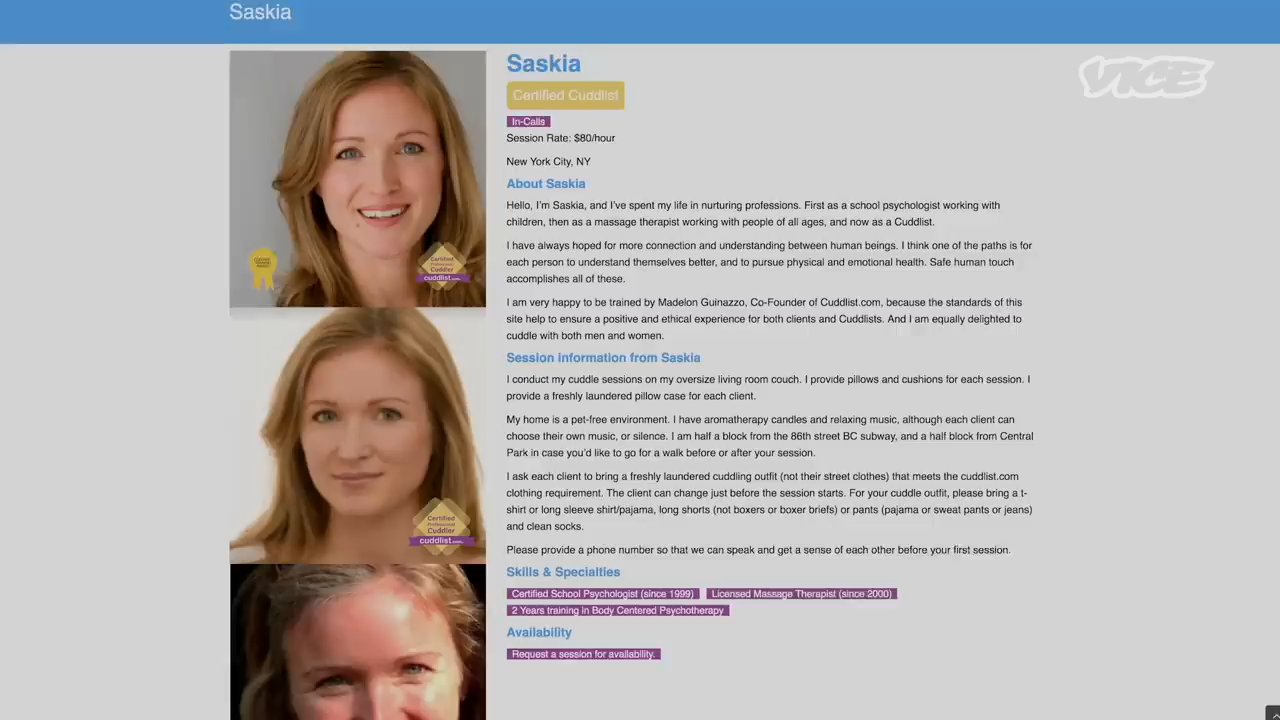 Saskia
VICE
Saskia
Certified Cuddlist
In-Calls
Session Rate: $80/hour
New York City, NY
About Saskia
Hello, I'm Saskia, and I've spent my life in nurturing professions. First as a school psychologist working with
children, then as a massage therapist working with people of all ages, and now as a Cuddlist.
I have always hoped for more connection and understanding between human beings. I think one of the paths is for
each person to understand themselves better, and to pursue physical and emotional health. Safe human touch
accomplishes all of these.
I am very happy to be trained by Madelon Guinazzo, Co-Founder of Cuddlist.com, because the standards of this
site help to ensure a positive and ethical experience for both clients and Cuddlists. And I am equally delighted to
cuddle with both men and women.
Session information from Saskia
I conduct my cuddle sessions on my oversize living room couch. I provide pillows and cushions for each session. I
provide a freshly laundered pillow case for each client.
My home is a pet-free environment. I have aromatherapy candles and relaxing music, although each client can
choose their own music, or silence. I am half a block from the 86th street BC subway, and a half block from Central
Park in case you'd like to go for a walk before or after your session.
I ask each client to bring a freshly laundered cuddling outfit (not their street clothes) that meets the cuddlist.com
clothing requirement. The client can change just before the session starts. For your cuddle outfit, please bring a t-
shirt or long sleeve shirt/pajama, long shorts (not boxers or boxer briefs) or pants (pajama or sweat pants or jeans)
and clean socks.
Please provide a phone number so that we can speak and get a sense of each other before your first session.
Skills & Specialties
Certified School Psychologist (since 1999) Licensed Massage Therapist (since 2000)
2 Years training in Body Centered Psychotherapy
Availability
Request a session for availability.
Certified
Professional
Cuddler
cuddlist.com
Certified
Professional
Cuddler
cuddlist.com